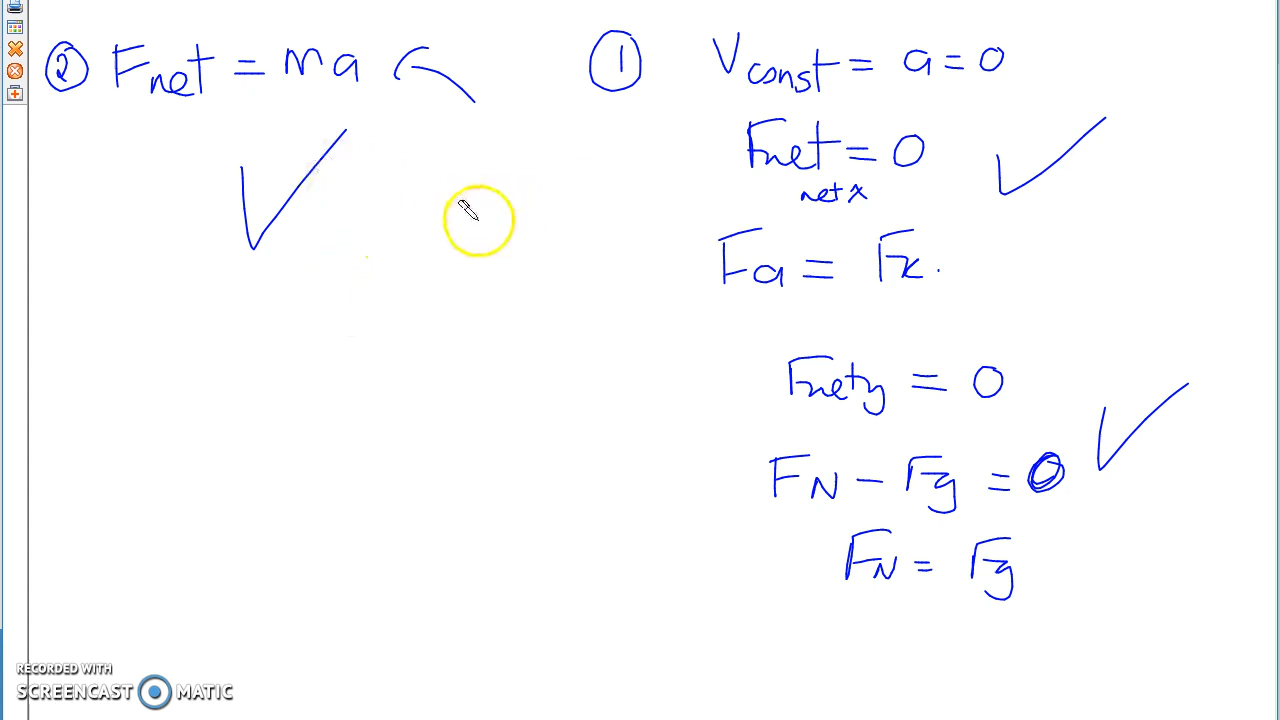 ② Fnet = ma
① Vconst = a = 0
Fnet = 0
net x
Fa = Fx.
Fnety = 0
FN - Fg = 0
FN = Fg
RECORDED WITH
SCREENCAST MATIC